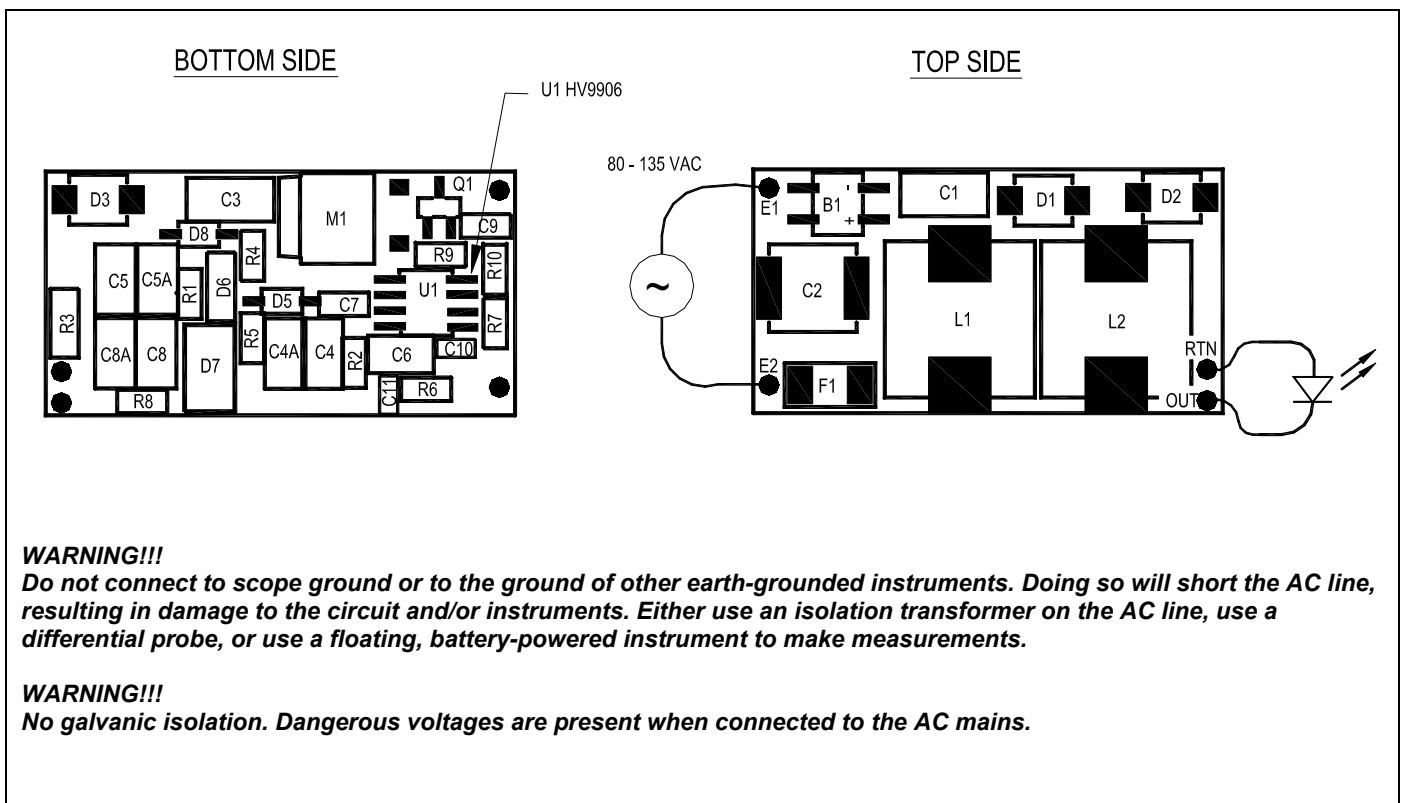 BOTTOM SIDE
TOP SIDE
U1 HV9906
80 - 135 VAC
D3
C3
M1
Q1
C9
D8
R4
R9
R10
C5
C5A
R1
D6
D5
C7
U1
R3
R5
C4A
C4
R2
C6
C10
R7
C8A
C8
D7
R8
C11
R6
E1
B1
-
+
C1
D1
D2
C2
~
L1
L2
E2
F1
RTN
OUT
WARNING!!!
Do not connect to scope ground or to the ground of other earth-grounded instruments. Doing so will short the AC line,
resulting in damage to the circuit and/or instruments. Either use an isolation transformer on the AC line, use a
differential probe, or use a floating, battery-powered instrument to make measurements.
WARNING!!!
No galvanic isolation. Dangerous voltages are present when connected to the AC mains.